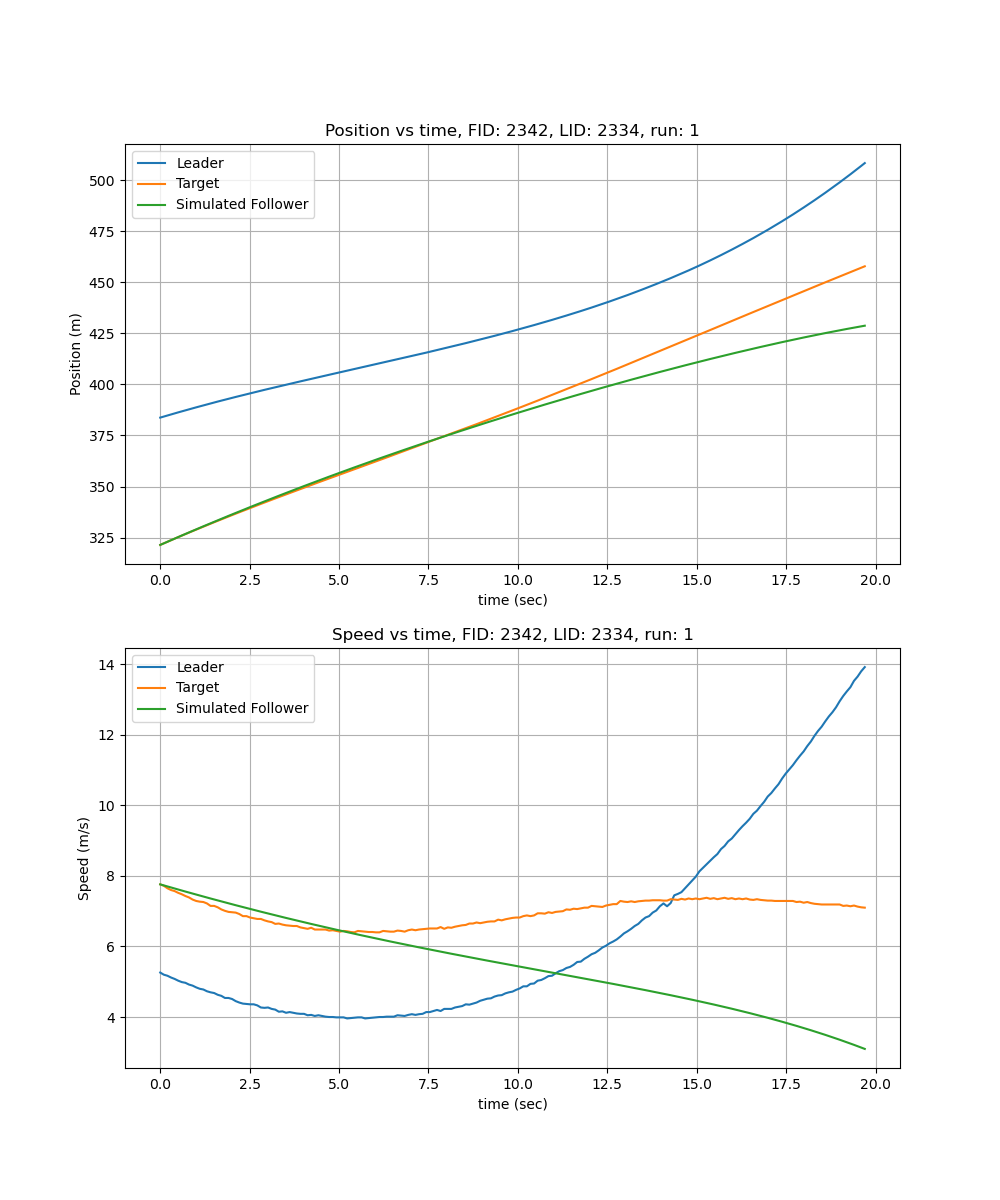 Position vs time, FID: 2342, LID: 2334, run: 1
Leader
Target
Simulated Follower
500
475
450
425
400
375
350
325
Position (m)
0.0 2.5 5.0 7.5 10.0 12.5 15.0 17.5 20.0
time (sec)
Speed vs time, FID: 2342, LID: 2334, run: 1
Leader
Target
Simulated Follower
14
12
10
8
6
4
Speed (m/s)
0.0 2.5 5.0 7.5 10.0 12.5 15.0 17.5 20.0
time (sec)